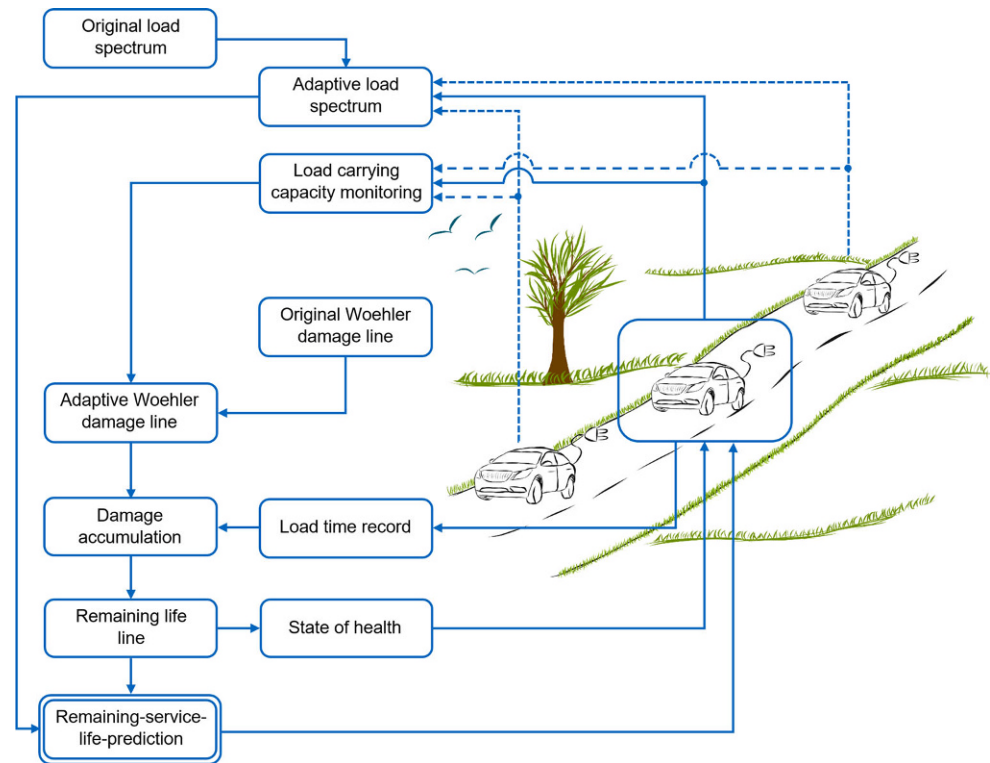 Original load
spectrum
Adaptive load
spectrum
Load carrying
capacity monitoring
Original Woehler
damage line
Adaptive Woehler
damage line
Damage
accumulation
Load time record
Remaining life
line
State of health
Remaining-service-
life-prediction